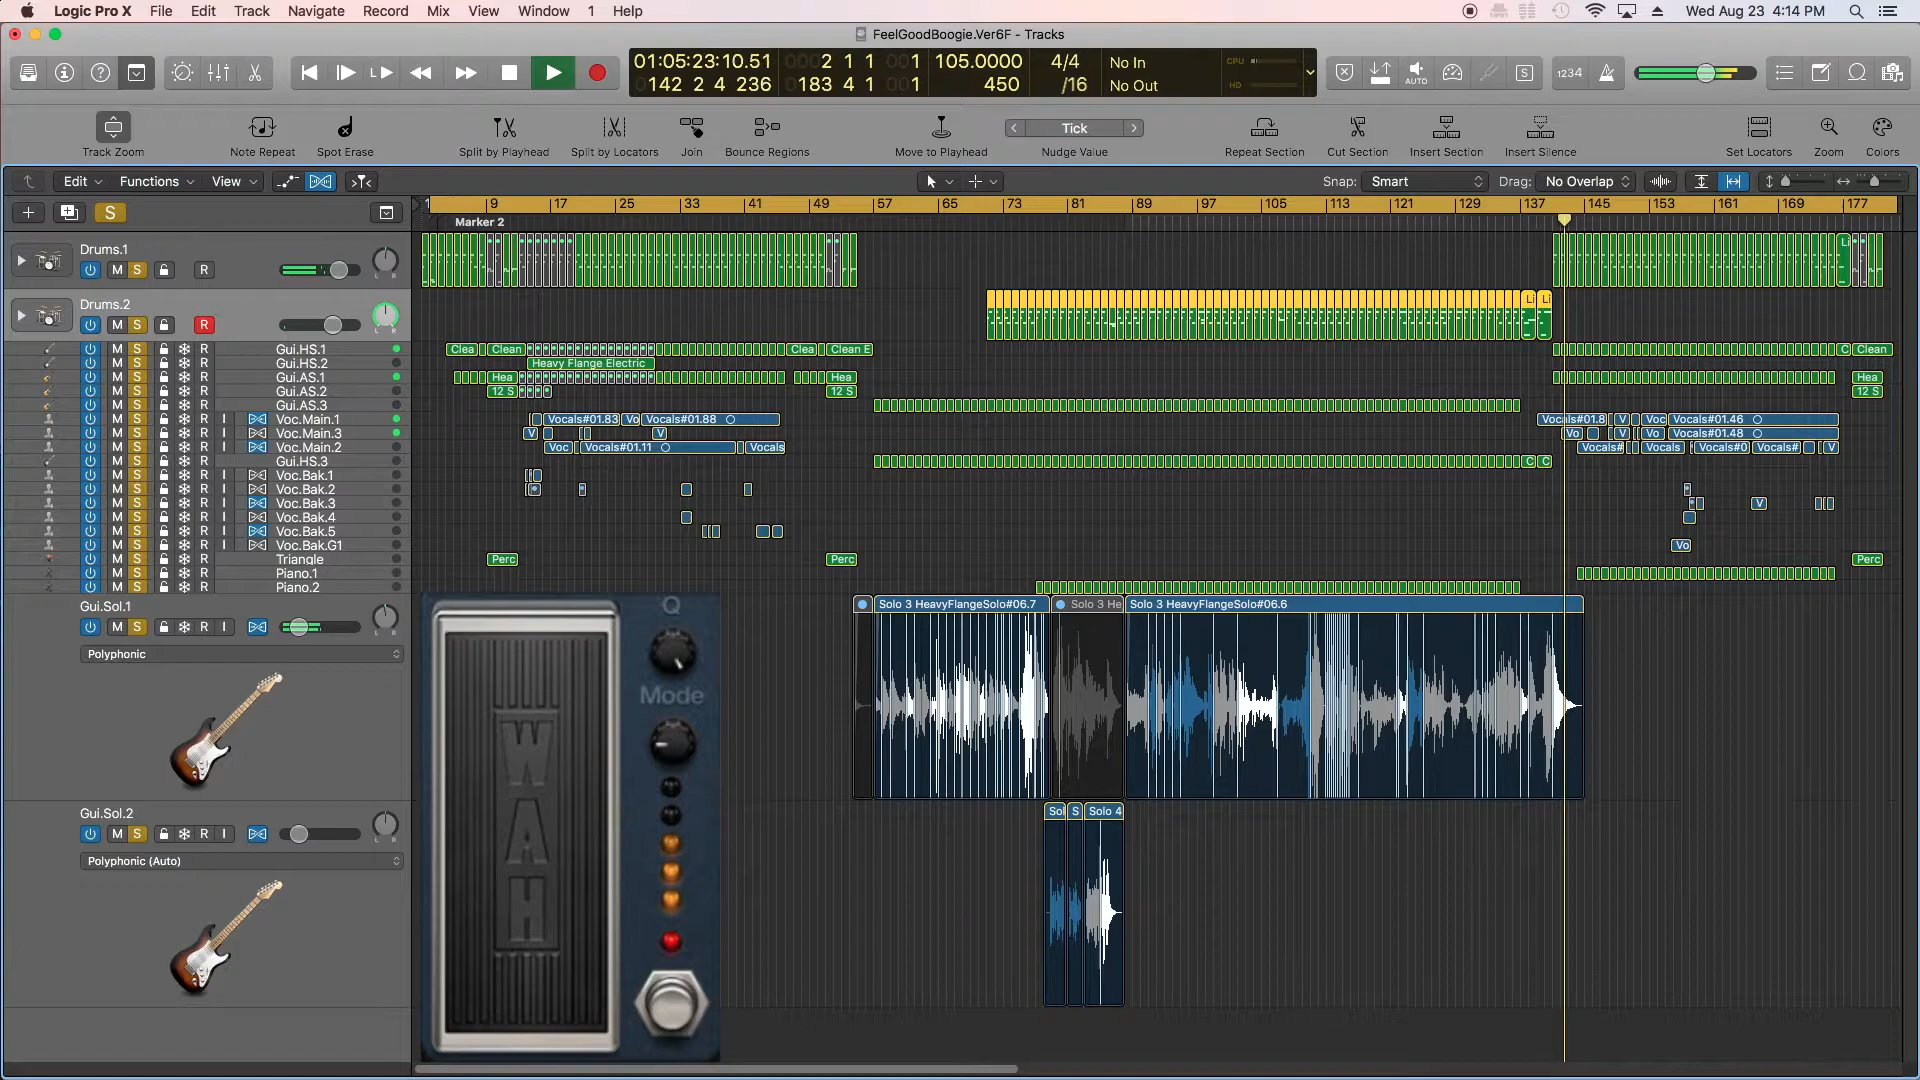 Logic Pro X File Edit Track Navigate Record Mix View Window 1 Help
Wed Aug 23 4:14 PM
FeelGoodBoogie.Ver6F - Tracks
01:05:23:10.51 0002 1 1 001 105.0000 4/4 No In CPU
0142 2 4 236 0183 4 1 001 450 /16 No Out HD
AUTO S 1234
Track Zoom Note Repeat Spot Erase Split by Playhead Split by Locators Join Bounce Regions Move to Playhead Tick Nudge Value Repeat Section Cut Section Insert Section Insert Silence Set Locators Zoom Colors
Edit Functions View Snap: Smart Drag: No Overlap
S 1 9 17 25 33 41 49 57 65 73 81 89 97 105 113 121 129 137 145 153 161 169 177
Marker 2
Drums.1 Li
M S R L R
Drums.2 Li Li
M S R L R
M S R Gui.HS.1 Clea Clean Clea Clean E C Clean
M S R Gui.HS.2 Heavy Flange Electric
M S R Gui.AS.1 Hea Hea Hea
M S R Gui.AS.2 12 S 12 S 12 S
M S R Gui.AS.3
M S R I Voc.Main.1 Vocals#01.83 Vo Vocals#01.88 Vocals#01.8 V Voc Vocals#01.46
M S R I Voc.Main.3 V V Vo V Vo Vocals#01.48
M S R I Voc.Main.2 Voc Vocals#01.11 Vocals Vocals# Vocals Vocals#0 Vocals# V
M S R Gui.HS.3 C C
M S R I Voc.Bak.1
M S R I Voc.Bak.2
M S R I Voc.Bak.3 V
M S R I Voc.Bak.4
M S R I Voc.Bak.5
M S R I Voc.Bak.G1 Vo
M S R Triangle Perc Perc Perc
M S R Piano.1
M S R Piano.2
Gui.Sol.1 Solo 3 HeavyFlangeSolo#06.7 Solo 3 He Solo 3 HeavyFlangeSolo#06.6
M S R I L R
Polyphonic
Q
Mode
WAH
Gui.Sol.2 Sol S Solo 4
M S R I L R
Polyphonic (Auto)